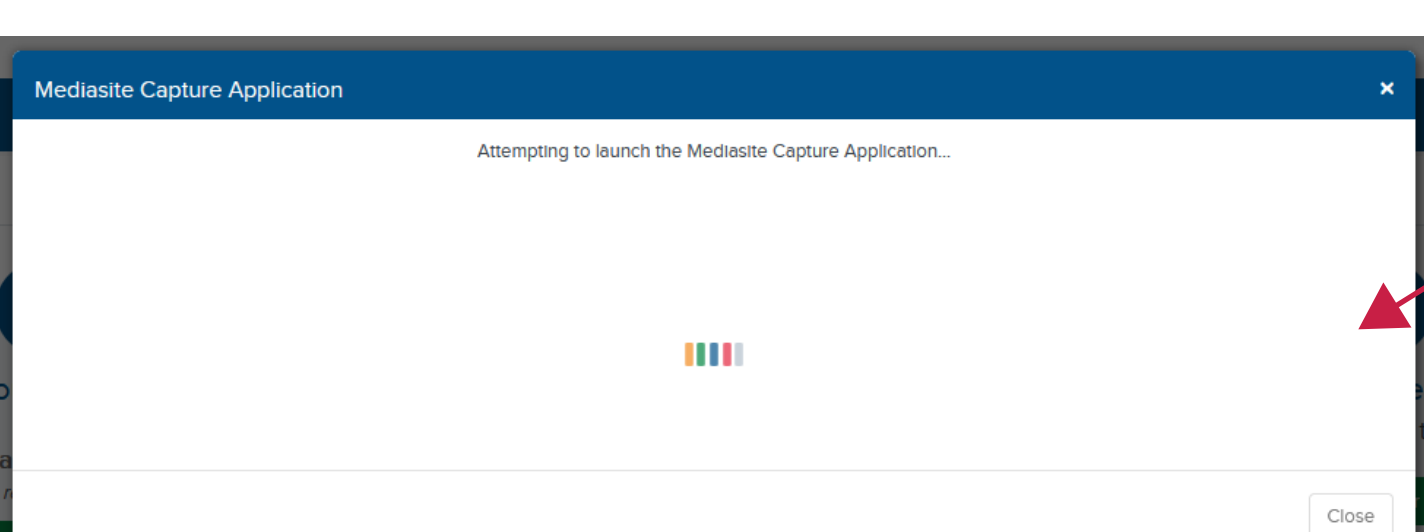 Mediasite Capture Application ×
Attempting to launch the Mediasite Capture Application...
Close